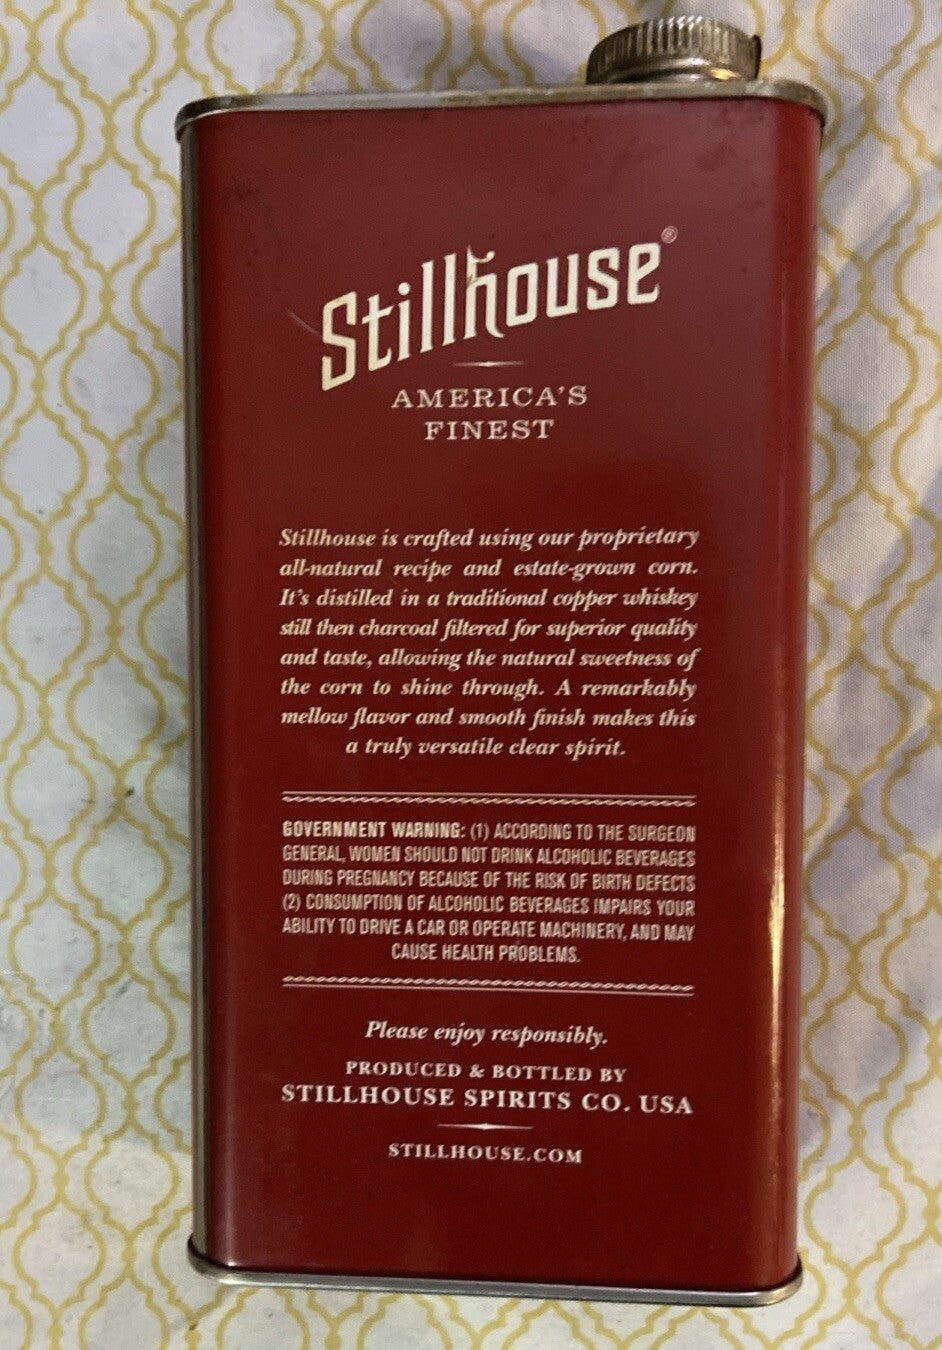 Stillhouse®
AMERICA'S
FINEST
Stillhouse is crafted using our proprietary
all-natural recipe and estate-grown corn.
It's distilled in a traditional copper whiskey
still then charcoal filtered for superior quality
and taste, allowing the natural sweetness of
the corn to shine through. A remarkably
mellow flavor and smooth finish makes this
a truly versatile clear spirit.
GOVERNMENT WARNING: (1) ACCORDING TO THE SURGEON
GENERAL, WOMEN SHOULD NOT DRINK ALCOHOLIC BEVERAGES
DURING PREGNANCY BECAUSE OF THE RISK OF BIRTH DEFECTS
(2) CONSUMPTION OF ALCOHOLIC BEVERAGES IMPAIRS YOUR
ABILITY TO DRIVE A CAR OR OPERATE MACHINERY, AND MAY
CAUSE HEALTH PROBLEMS.
Please enjoy responsibly.
PRODUCED & BOTTLED BY
STILLHOUSE SPIRITS CO. USA
STILLHOUSE.COM